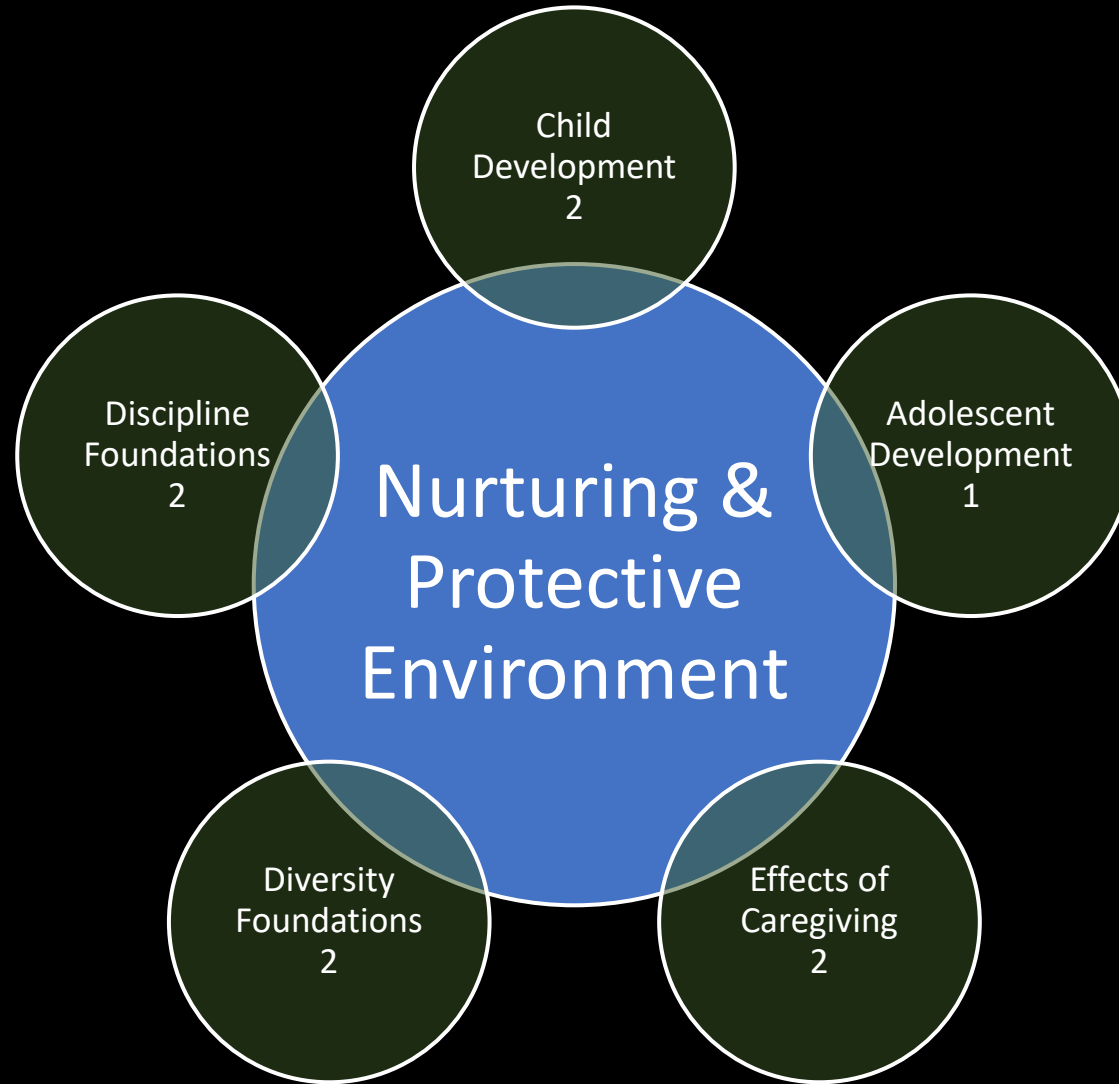 Child
Development
2
Adolescent
Development
1
Effects of
Caregiving
2
Diversity
Foundations
2
Discipline
Foundations
2
Nurturing &
Protective
Environment